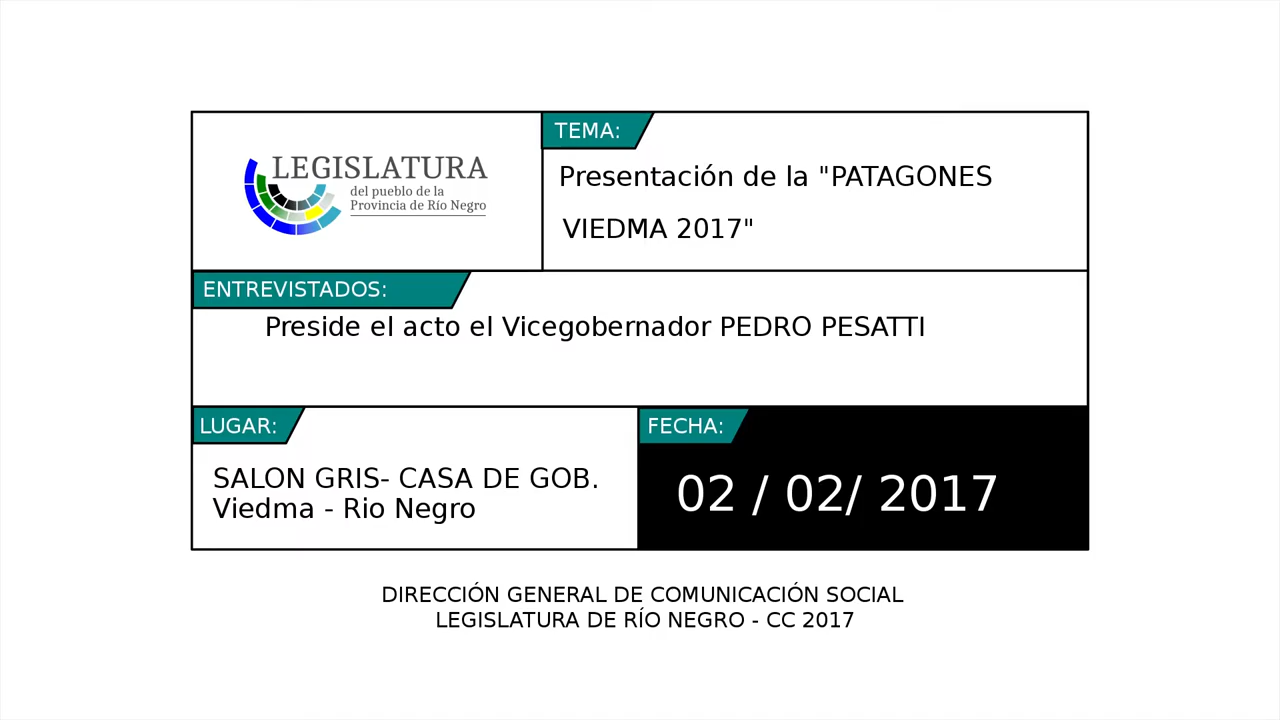 LEGISLATURA
del pueblo de la
Provincia de Río Negro
TEMA:
Presentación de la "PATAGONES
VIEDMA 2017"
ENTREVISTADOS:
Preside el acto el Vicegobernador PEDRO PESATTI
LUGAR:
SALON GRIS- CASA DE GOB.
Viedma - Rio Negro
FECHA:
02 / 02/ 2017
DIRECCIÓN GENERAL DE COMUNICACIÓN SOCIAL
LEGISLATURA DE RÍO NEGRO - CC 2017